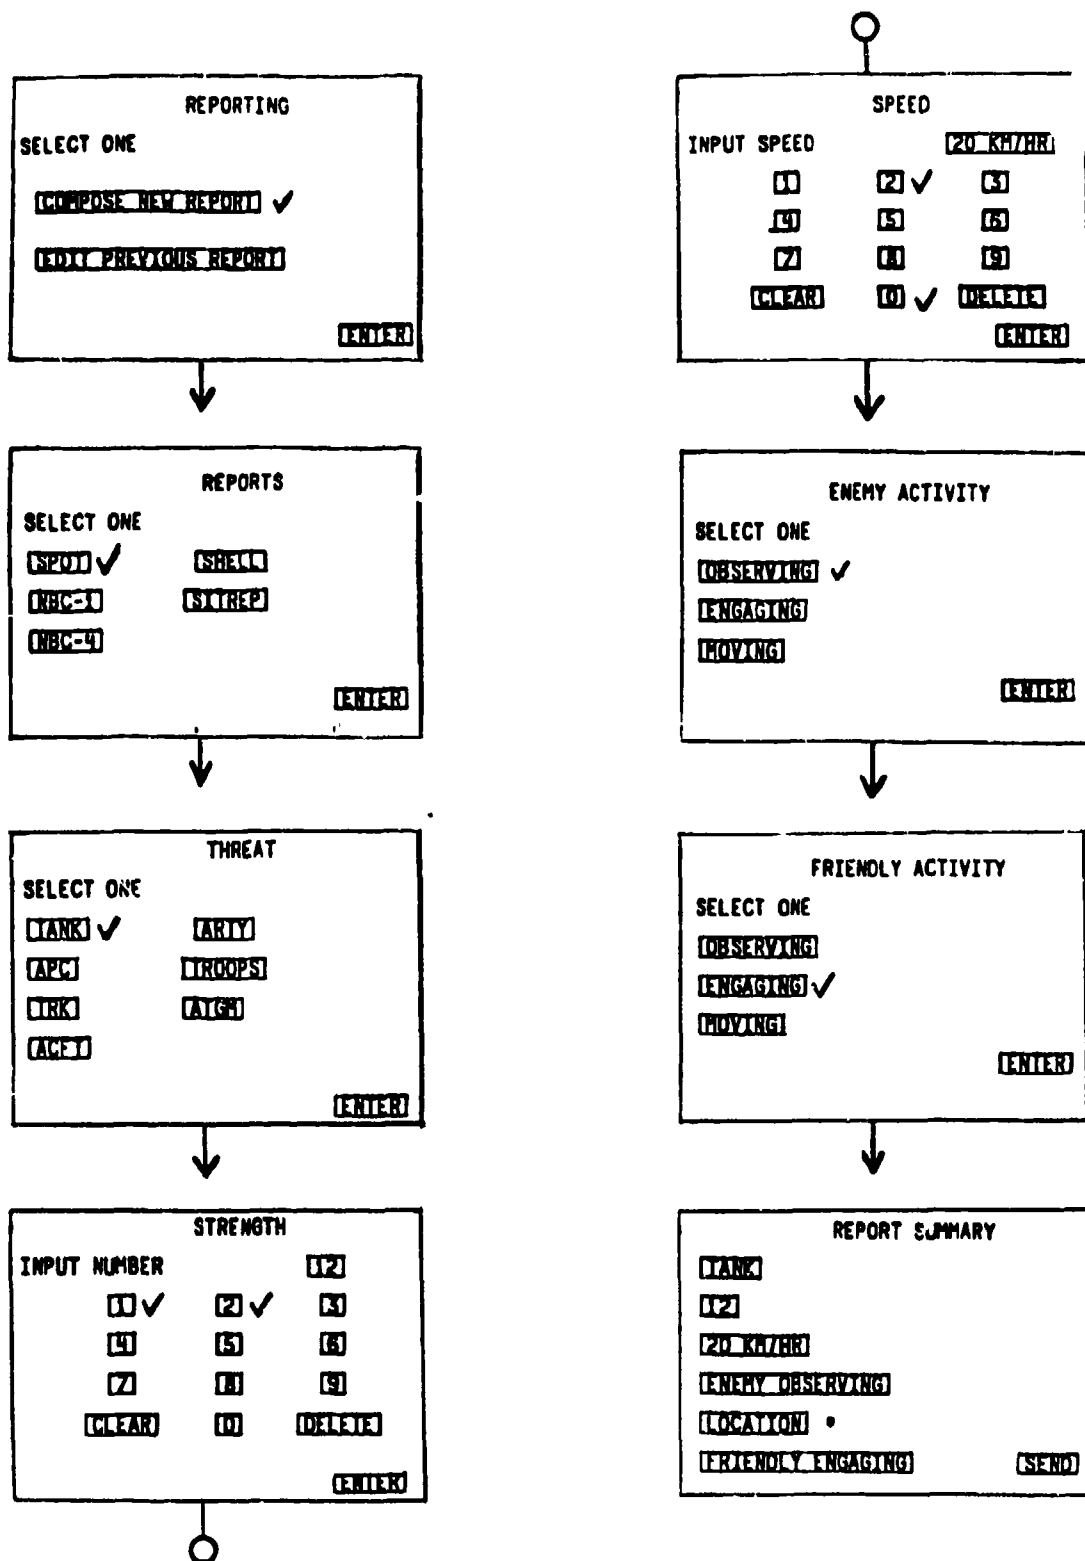 REPORTING
SELECT ONE
COMPOSE NEW REPORT ✓
EDIT PREVIOUS REPORT
ENTER
REPORTS
SELECT ONE
SPOT ✓ SHELL
NBC-1 SITREP
NBC-4
ENTER
THREAT
SELECT ONE
TANK ✓ ARTY
APC TROOPS
TRK ATGM
ACFT
ENTER
STRENGTH
INPUT NUMBER 12
1 ✓ 2 ✓ 3
4 5 6
7 8 9
CLEAR 0 DELETE
ENTER
SPEED
INPUT SPEED 20 KM/HR
1 2 ✓ 3
4 5 6
7 8 9
CLEAR 0 ✓ DELETE
ENTER
ENEMY ACTIVITY
SELECT ONE
OBSERVING ✓
ENGAGING
MOVING
ENTER
FRIENDLY ACTIVITY
SELECT ONE
OBSERVING
ENGAGING ✓
MOVING
ENTER
REPORT SUMMARY
TANK
12
20 KM/HR
ENEMY OBSERVING
LOCATION •
FRIENDLY ENGAGING SEND